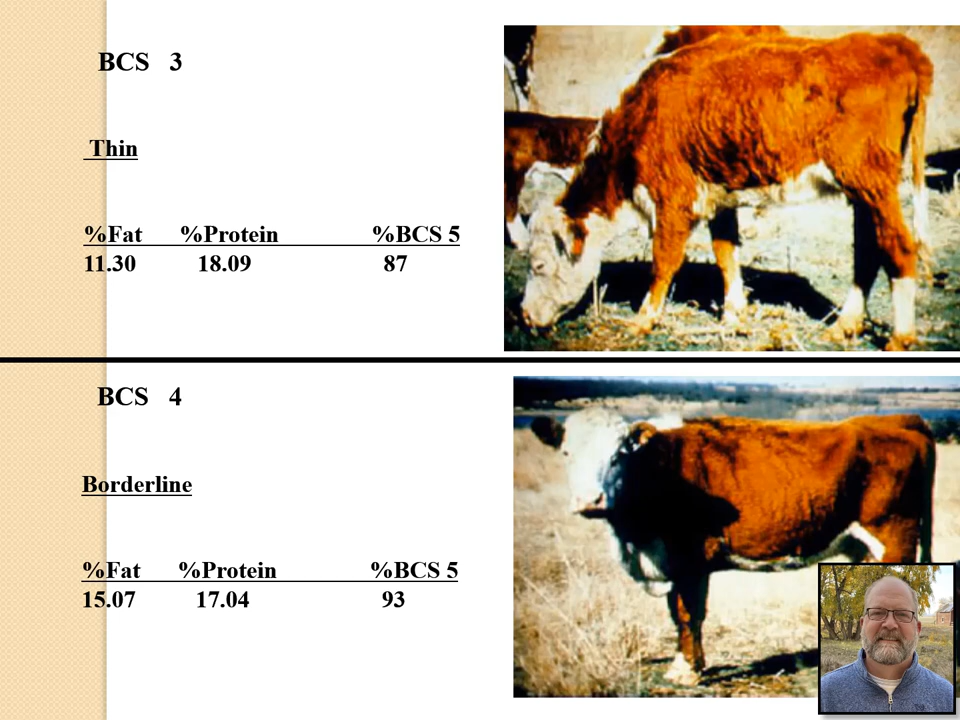 BCS 3
Thin
%Fat %Protein %BCS 5
11.30 18.09 87
BCS 4
Borderline
%Fat %Protein %BCS 5
15.07 17.04 93